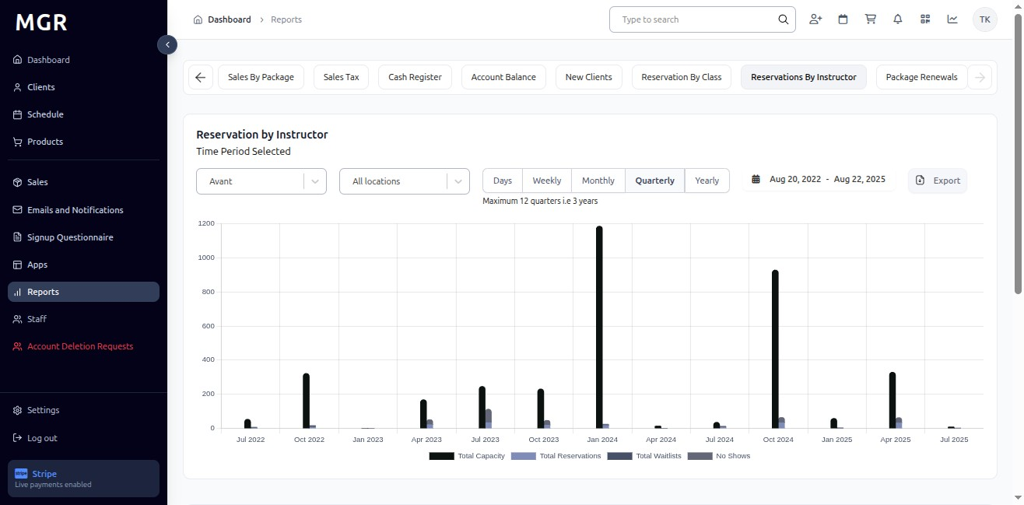 MGR
Dashboard
Clients
Schedule
Products
Sales
Emails and Notifications
Signup Questionnaire
Apps
Reports
Staff
Account Deletion Requests
Settings
Log out
Stripe
Live payments enabled
Dashboard > Reports
Type to search
TK
Sales By Package
Sales Tax
Cash Register
Account Balance
New Clients
Reservation By Class
Reservations By Instructor
Package Renewals
Reservation by Instructor
Time Period Selected
Avant
All locations
Days
Weekly
Monthly
Quarterly
Yearly
Aug 20, 2022 - Aug 22, 2025
Export
Maximum 12 quarters i.e 3 years
1200
1000
800
600
400
200
0
Jul 2022
Oct 2022
Jan 2023
Apr 2023
Jul 2023
Oct 2023
Jan 2024
Apr 2024
Jul 2024
Oct 2024
Jan 2025
Apr 2025
Jul 2025
Total Capacity
Total Reservations
Total Waitlists
No Shows